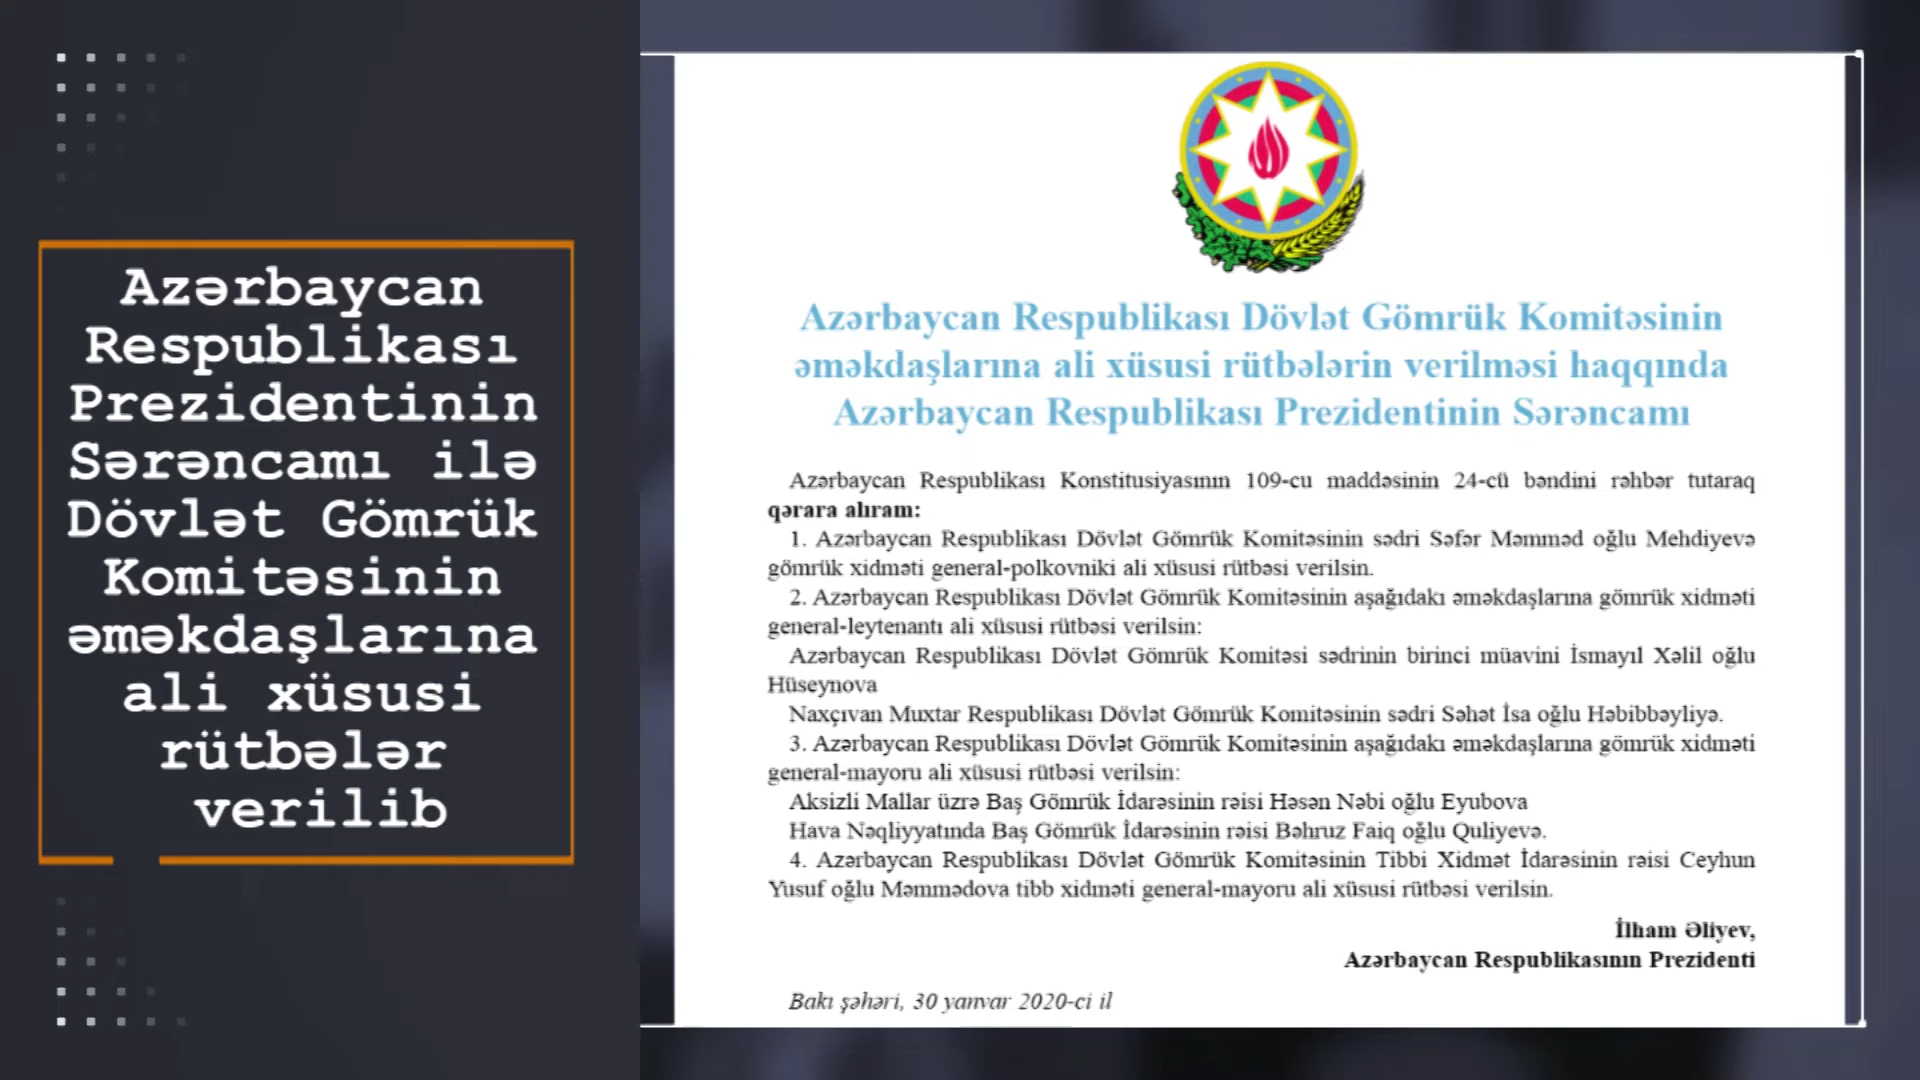 Azərbaycan
Respublikası
Prezidentinin
Sərəncamı ilə
Dövlət Gömrük
Komitəsinin
əməkdaşlarına
ali xüsusi
rütbələr
verilib
Azərbaycan Respublikası Dövlət Gömrük Komitəsinin
əməkdaşlarına ali xüsusi rütbələrin verilməsi haqqında
Azərbaycan Respublikası Prezidentinin Sərəncamı
Azərbaycan Respublikası Konstitusiyasının 109-cu maddəsinin 24-cü bəndini rəhbər tutaraq
qərara alıram:
1. Azərbaycan Respublikası Dövlət Gömrük Komitəsinin sədri Səfər Məmməd oğlu Mehdiyevə
gömrük xidməti general-polkovniki ali xüsusi rütbəsi verilsin.
2. Azərbaycan Respublikası Dövlət Gömrük Komitəsinin aşağıdakı əməkdaşlarına gömrük xidməti
general-leytenantı ali xüsusi rütbəsi verilsin:
Azərbaycan Respublikası Dövlət Gömrük Komitəsi sədrinin birinci müavini İsmayıl Xəlil oğlu
Hüseynova
Naxçıvan Muxtar Respublikası Dövlət Gömrük Komitəsinin sədri Səhət İsa oğlu Həbibbəyliyə.
3. Azərbaycan Respublikası Dövlət Gömrük Komitəsinin aşağıdakı əməkdaşlarına gömrük xidməti
general-mayoru ali xüsusi rütbəsi verilsin:
Aksizli Mallar üzrə Baş Gömrük İdarəsinin rəisi Həsən Nəbi oğlu Eyubova
Hava Nəqliyyatında Baş Gömrük İdarəsinin rəisi Bəhruz Faiq oğlu Quliyevə.
4. Azərbaycan Respublikası Dövlət Gömrük Komitəsinin Tibbi Xidmət İdarəsinin rəisi Ceyhun
Yusuf oğlu Məmmədova tibb xidməti general-mayoru ali xüsusi rütbəsi verilsin.
İlham Əliyev,
Azərbaycan Respublikasının Prezidenti
Bakı şəhəri, 30 yanvar 2020-ci il